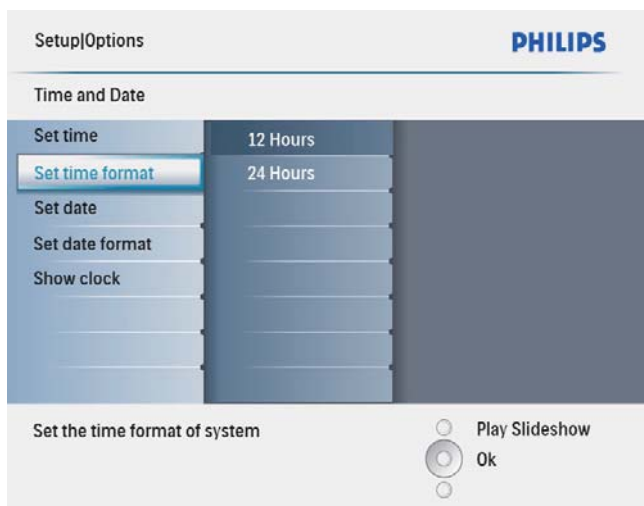 Setup|Options
PHILIPS
Time and Date
Set time
12 Hours
Set time format
24 Hours
Set date
Set date format
Show clock
Set the time format of system
Play Slideshow
Ok